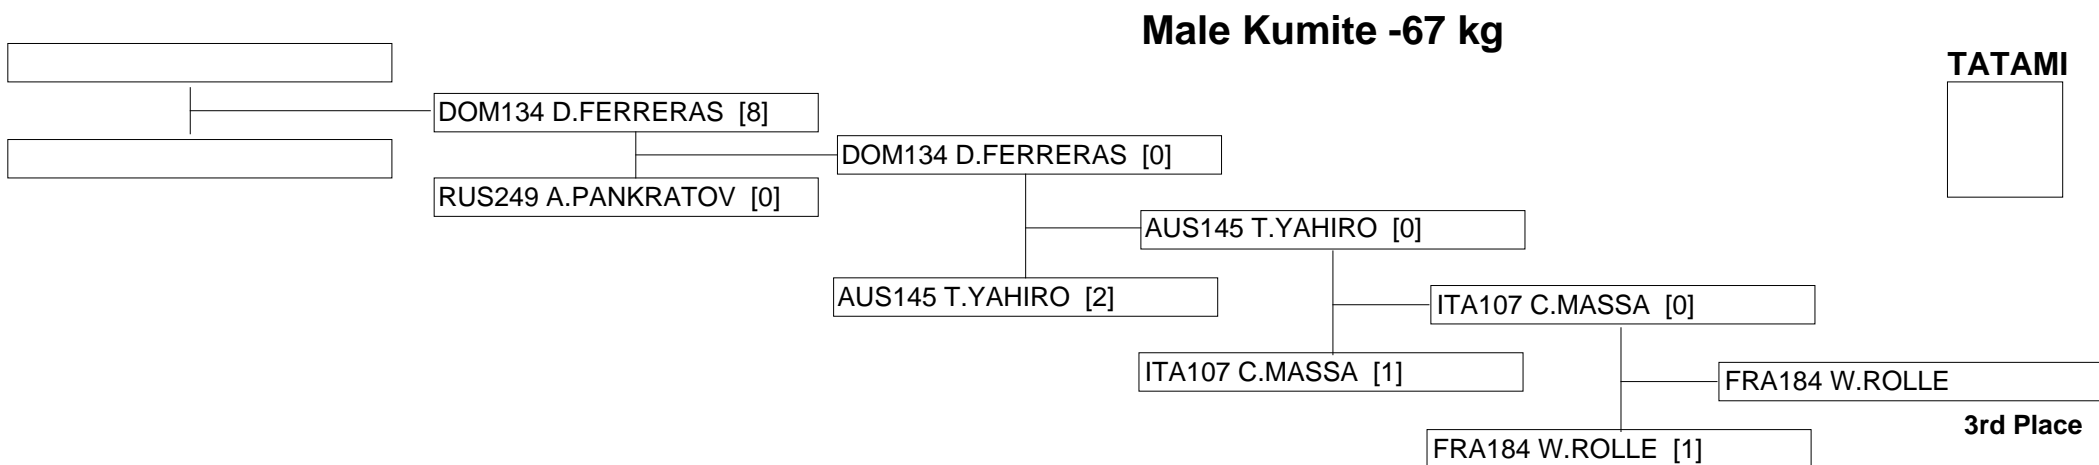 Male Kumite -67 kg
TATAMI
DOM134 D.FERRERAS [8]
DOM134 D.FERRERAS [0]
RUS249 A.PANKRATOV [0]
AUS145 T.YAHIRO [0]
AUS145 T.YAHIRO [2]
ITA107 C.MASSA [0]
ITA107 C.MASSA [1]
FRA184 W.ROLLE
3rd Place
FRA184 W.ROLLE [1]